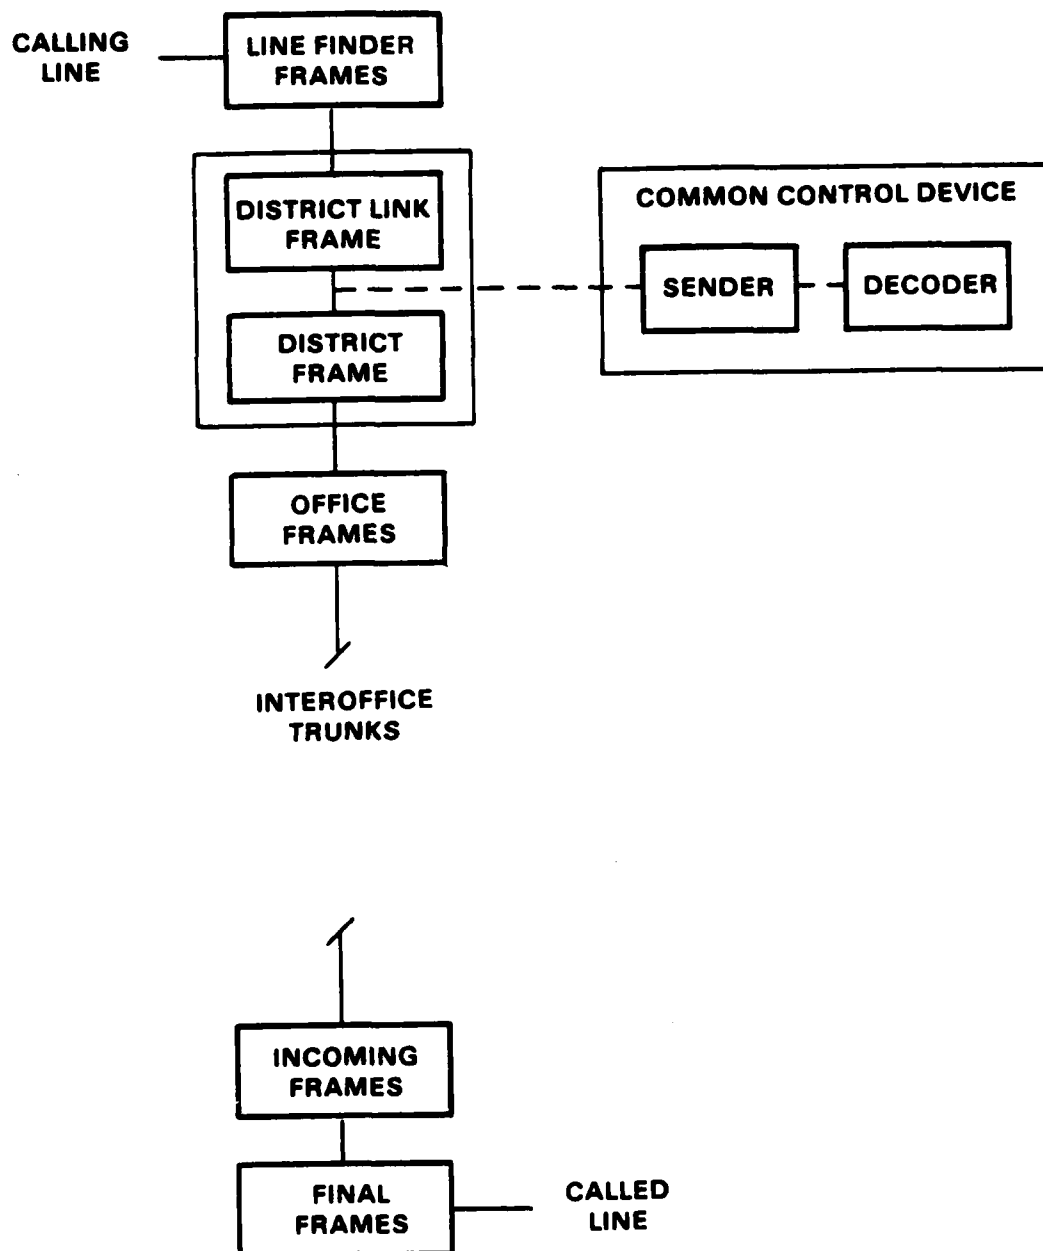 CALLING
LINE
LINE FINDER
FRAMES
DISTRICT LINK
FRAME
COMMON CONTROL DEVICE
SENDER
DECODER
DISTRICT
FRAME
OFFICE
FRAMES
INTEROFFICE
TRUNKS
INCOMING
FRAMES
FINAL
FRAMES
CALLED
LINE